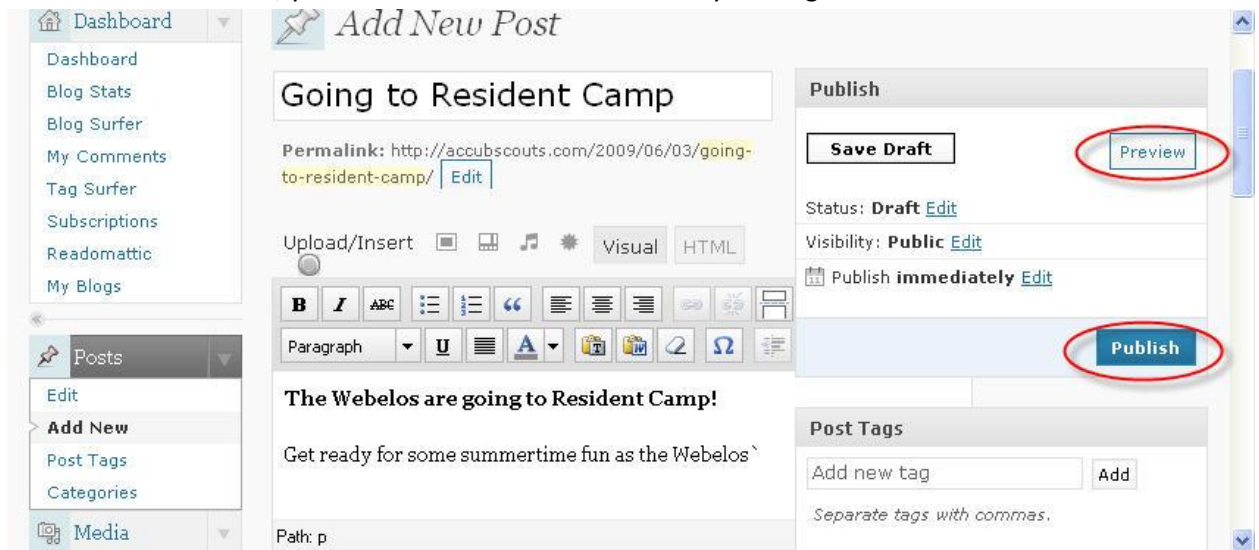 Dashboard
Dashboard
Blog Stats
Blog Surfer
My Comments
Tag Surfer
Subscriptions
Readomattic
My Blogs
Posts
Edit
Add New
Post Tags
Categories
Media
Add New Post
Going to Resident Camp
Permalink: http://accubscouts.com/2009/06/03/going-
to-resident-camp/ Edit
Upload/Insert Visual HTML
B I ABC
Paragraph U A T W Ω
The Webelos are going to Resident Camp!
Get ready for some summertime fun as the Webelos`
Path: p
Publish
Save Draft Preview
Status: Draft Edit
Visibility: Public Edit
Publish immediately Edit
Publish
Post Tags
Add new tag Add
Separate tags with commas.